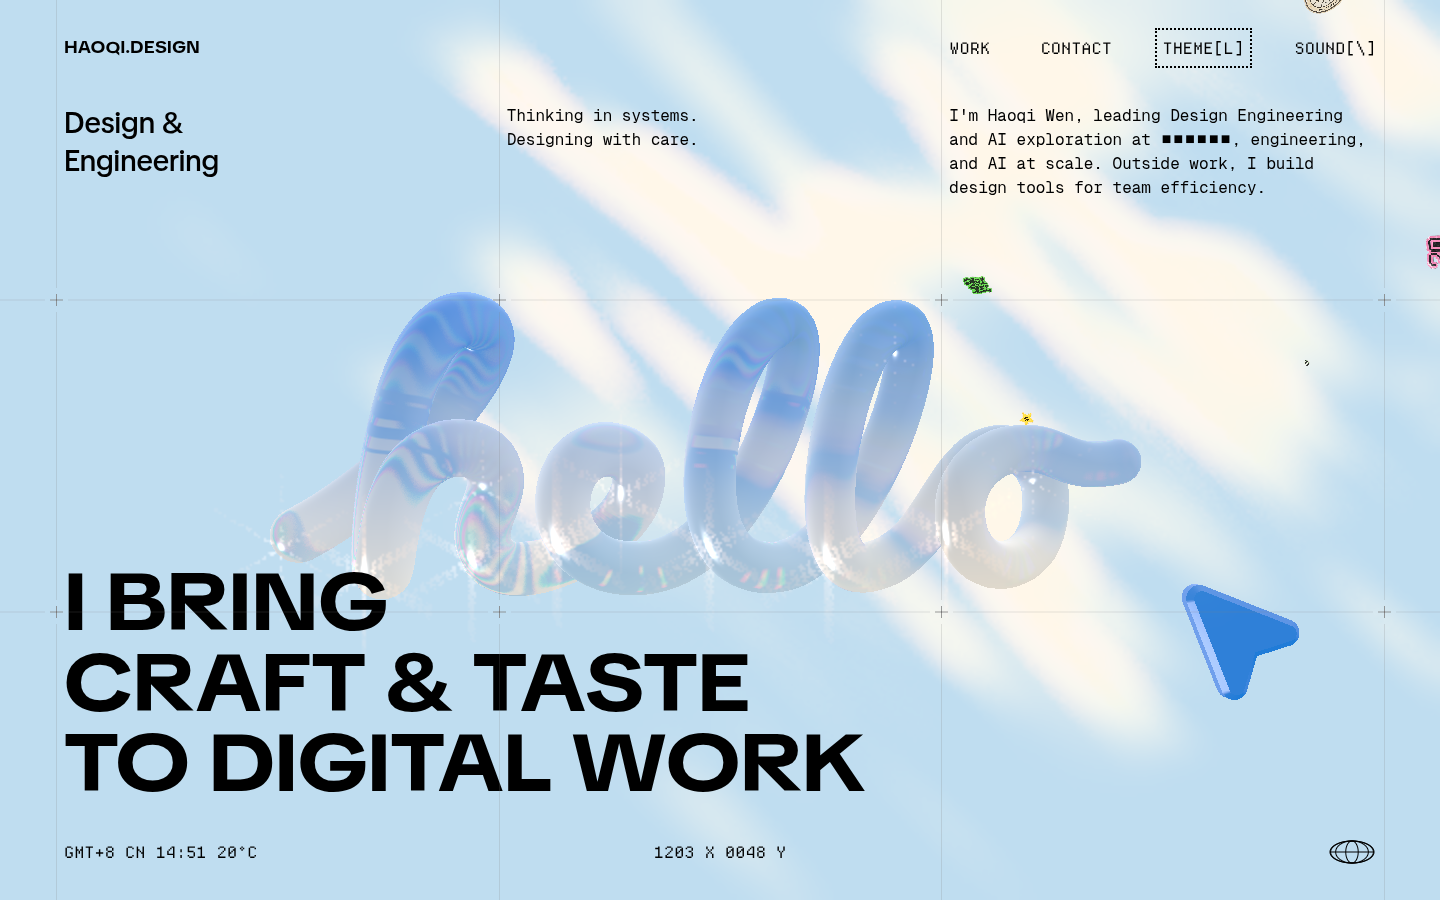 HAOQI.DESIGN
WORK
CONTACT
THEME[L]
SOUND[\]
Design &
Engineering
Thinking in systems.
Designing with care.
I'm Haoqi Wen, leading Design Engineering
and AI exploration at ■■■■■■, engineering,
and AI at scale. Outside work, I build
design tools for team efficiency.
hello
I BRING
CRAFT & TASTE
TO DIGITAL WORK
GMT+8 CN 14:51 20°C
1203 X 0048 Y